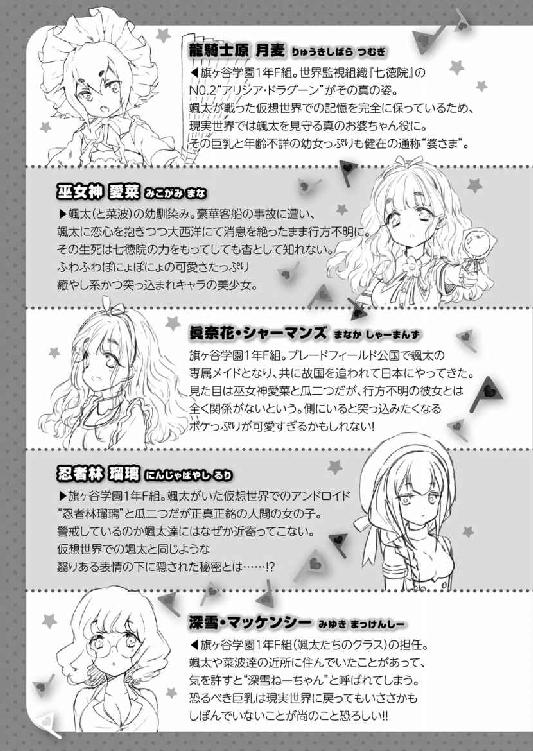 龍騎士原 月麦 りゅうきしばら つむぎ
◀旗ヶ谷学園1年F組。世界監視組織『七徳院』の
NO.2“アリシア・ドラグーン”がその真の姿。
颯太が戦った仮想世界での記憶を完全に保っているため、
現実世界では颯太を見守る真のお婆ちゃん役に。
その巨乳と年齢不詳の幼女っぷりも健在の通称“婆さま”。
巫女神 愛菜 みこがみ まな
▶颯太(と菜波)の幼馴染み。豪華客船の事故に遭い、
颯太に恋心を抱きつつ大西洋にて消息を絶ったまま行方不明に。
その生死は七徳院の力をもってしても杳として知れない。
ふわふわぽにょぽにょの可愛さたっぷり
癒やし系かつ突っ込まれキャラの美少女。
眞奈花・シャーマンズ まなか しゃーまんず
旗ヶ谷学園1年F組。ブレードフィールド公国で颯太の
専属メイドとなり、共に故国を追われて日本にやってきた。
見た目は巫女神愛菜と瓜二つだが、行方不明の彼女とは
全く関係がないという。側にいると突っ込みたくなる
ボケっぷりが可愛すぎるかもしれない!
忍者林 瑠璃 にんじゃばやし るり
▶旗ヶ谷学園1年F組。颯太がいた仮想世界でのアンドロイド
“忍者林瑠璃”と瓜二つだが正真正銘の人間の女の子。
警戒しているのか颯太達にはなぜか近寄ってこない。
仮想世界での颯太と同じような
翳りある表情の下に隠された秘密とは……!?
深雪・マッケンシー みゆき まっけんしー
◀旗ヶ谷学園1年F組(颯太たちのクラス)の担任。
颯太や菜波達の近所に住んでいたことがあって、
気を許すと“深雪ねーちゃん”と呼ばれてしまう。
恐るべき巨乳は現実世界に戻ってもいささかも
しぼんでいないことが尚のこと恐ろしい!!